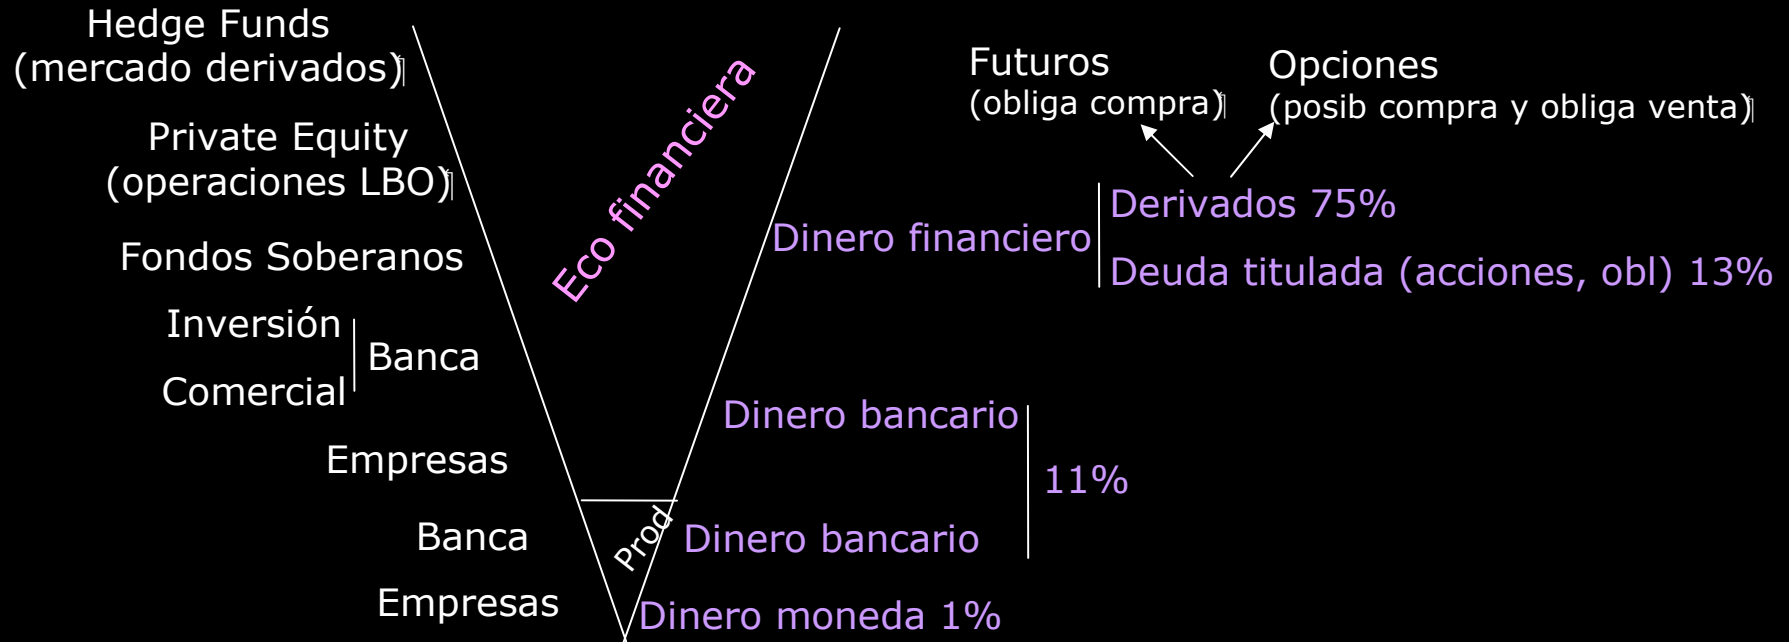 Hedge Funds
(mercado derivados)
Private Equity
(operaciones LBO)
Fondos Soberanos
Inversión
Comercial
Banca
Empresas
Banca
Empresas
Eco financiera
Prod
Futuros
(obliga compra)
Opciones
(posib compra y obliga venta)
Dinero financiero
Derivados 75%
Deuda titulada (acciones, obl) 13%
Dinero bancario
11%
Dinero bancario
Dinero moneda 1%